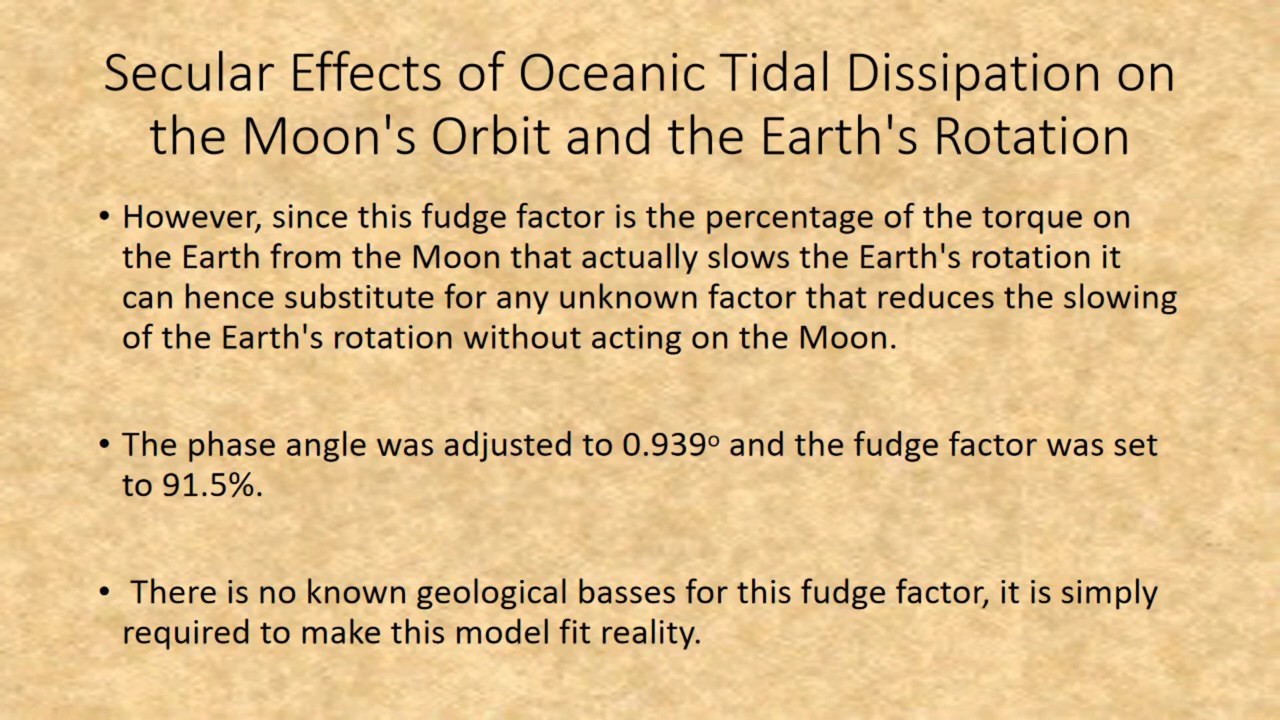 Secular Effects of Oceanic Tidal Dissipation on
the Moon's Orbit and the Earth's Rotation
• However, since this fudge factor is the percentage of the torque on
the Earth from the Moon that actually slows the Earth's rotation it
can hence substitute for any unknown factor that reduces the slowing
of the Earth's rotation without acting on the Moon.
• The phase angle was adjusted to 0.939º and the fudge factor was set
to 91.5%.
• There is no known geological basses for this fudge factor, it is simply
required to make this model fit reality.